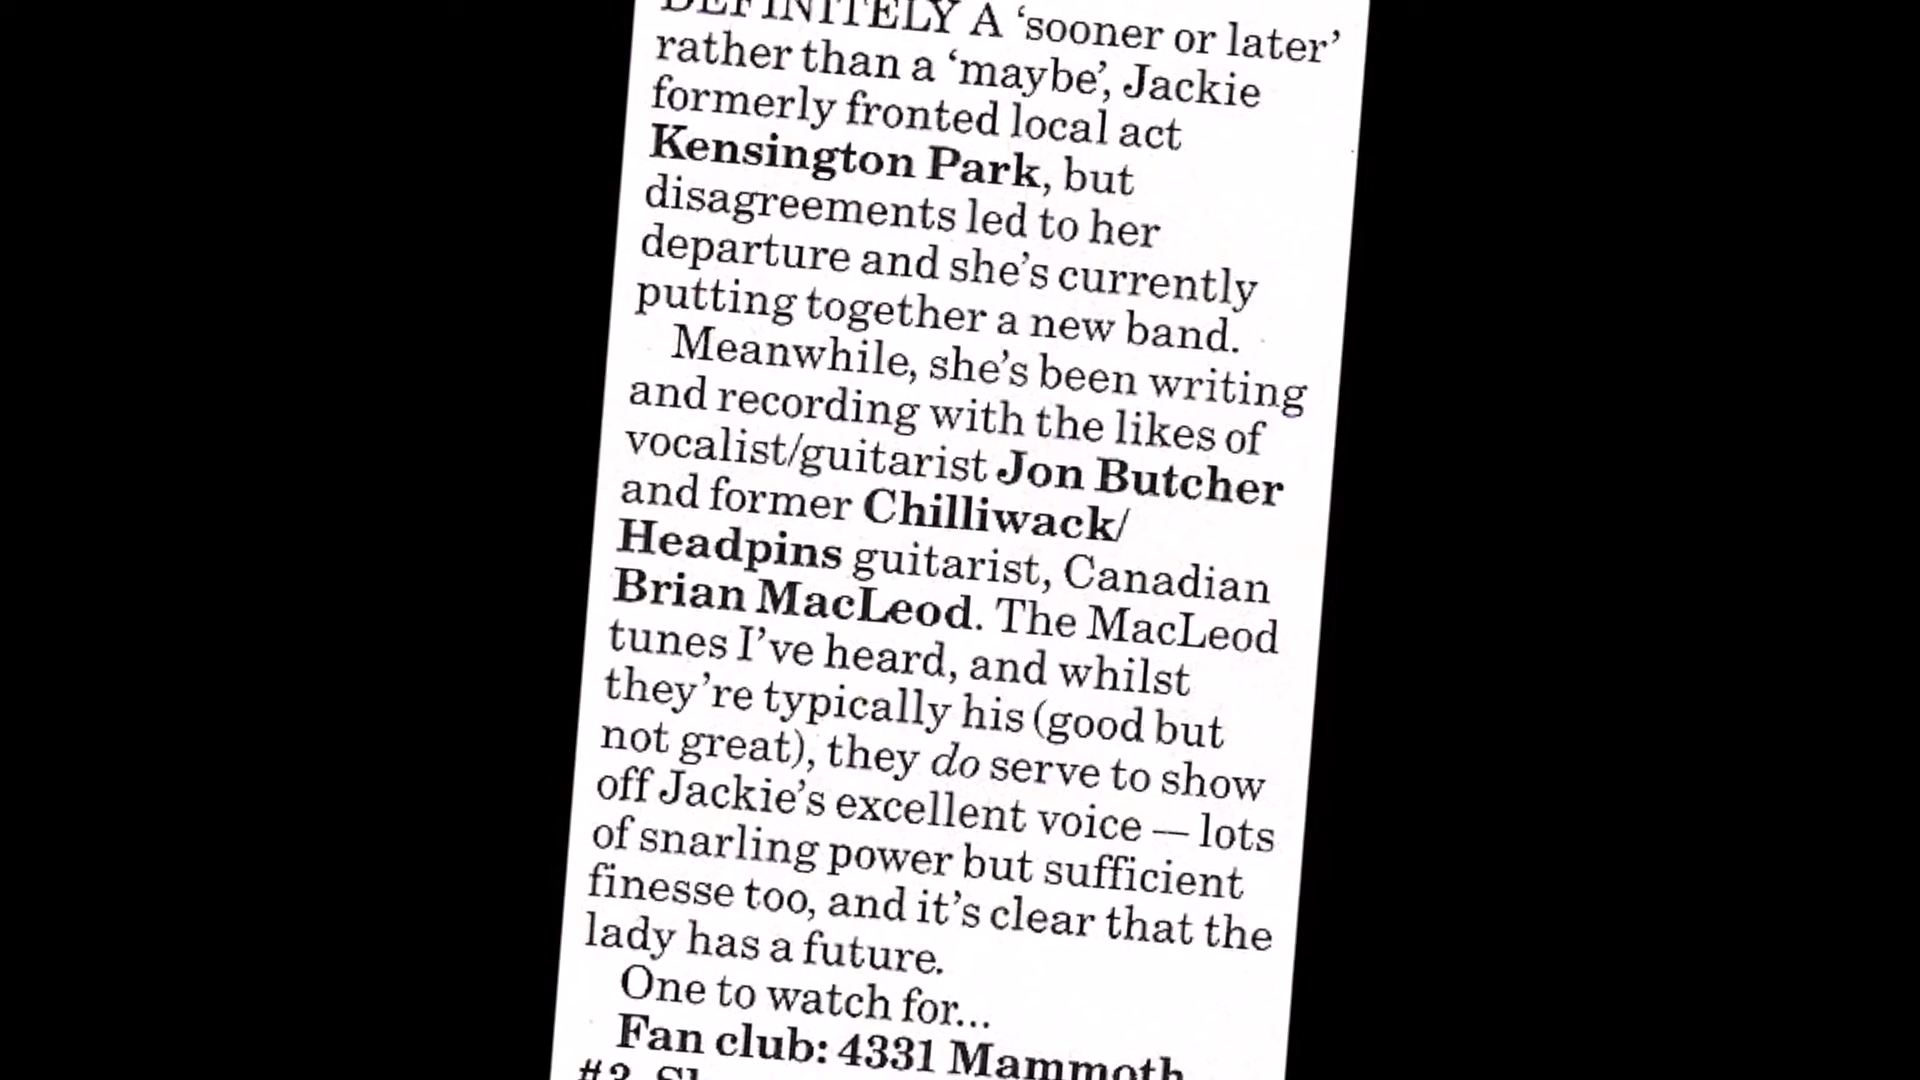 DEFINITELY A ‘sooner or later’
rather than a ‘maybe’, Jackie
formerly fronted local act
Kensington Park, but
disagreements led to her
departure and she’s currently
putting together a new band.
Meanwhile, she’s been writing
and recording with the likes of
vocalist/guitarist Jon Butcher
and former Chilliwack/
Headpins guitarist, Canadian
Brian MacLeod. The MacLeod
tunes I’ve heard, and whilst
they’re typically his (good but
not great), they do serve to show
off Jackie’s excellent voice — lots
of snarling power but sufficient
finesse too, and it’s clear that the
lady has a future.
One to watch for...
Fan club: 4331 Mammoth